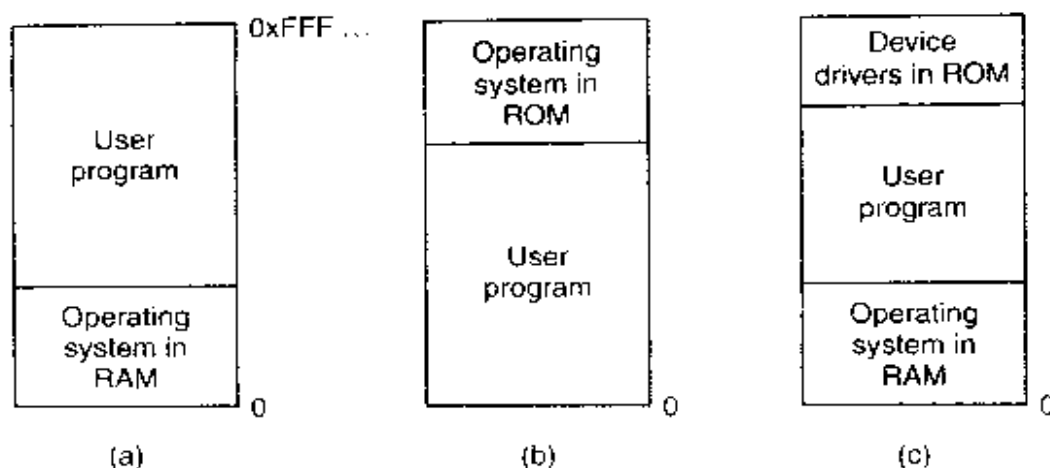 0xFFF ...
User
program
Operating
system in
RAM
0
(a)
Operating
system in
ROM
User
program
0
(b)
Device
drivers in ROM
User
program
Operating
system in
RAM
0
(c)